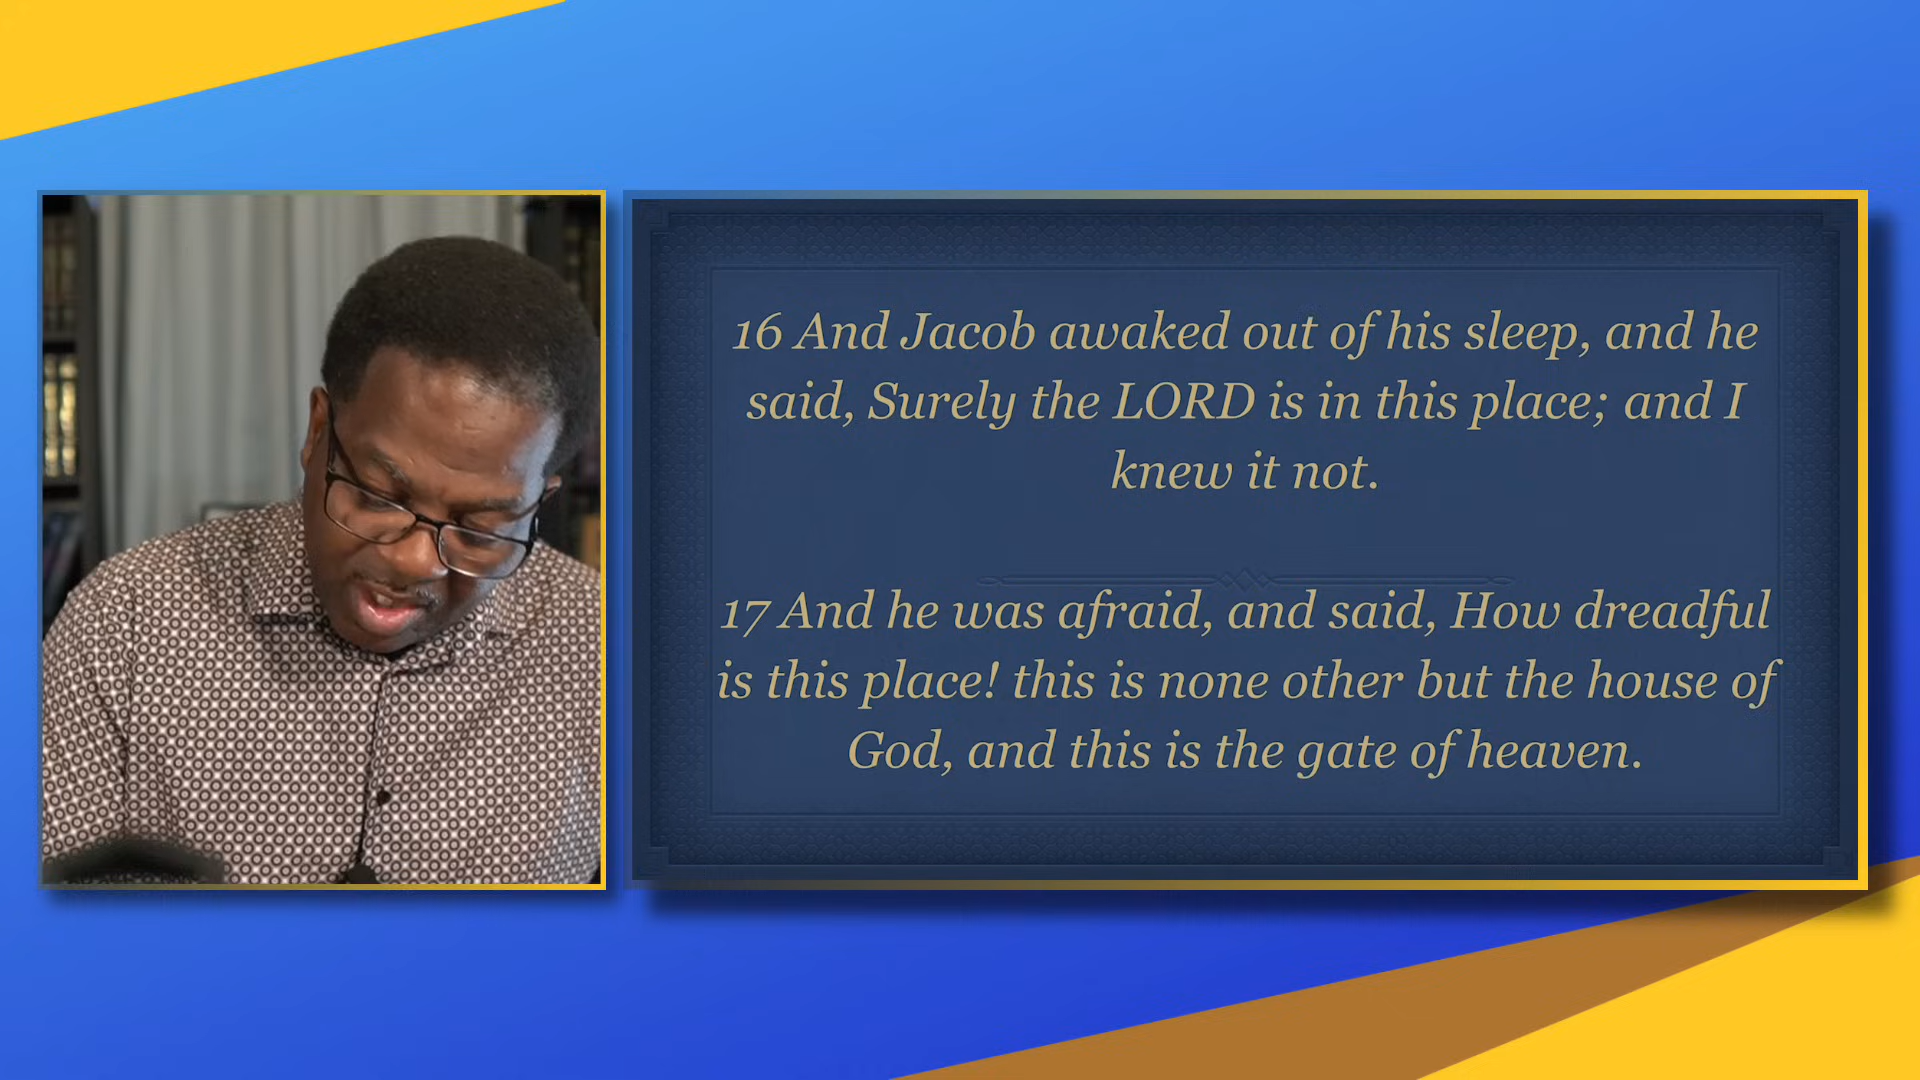 16 And Jacob awaked out of his sleep, and he
said, Surely the LORD is in this place; and I
knew it not.
17 And he was afraid, and said, How dreadful
is this place! this is none other but the house of
God, and this is the gate of heaven.